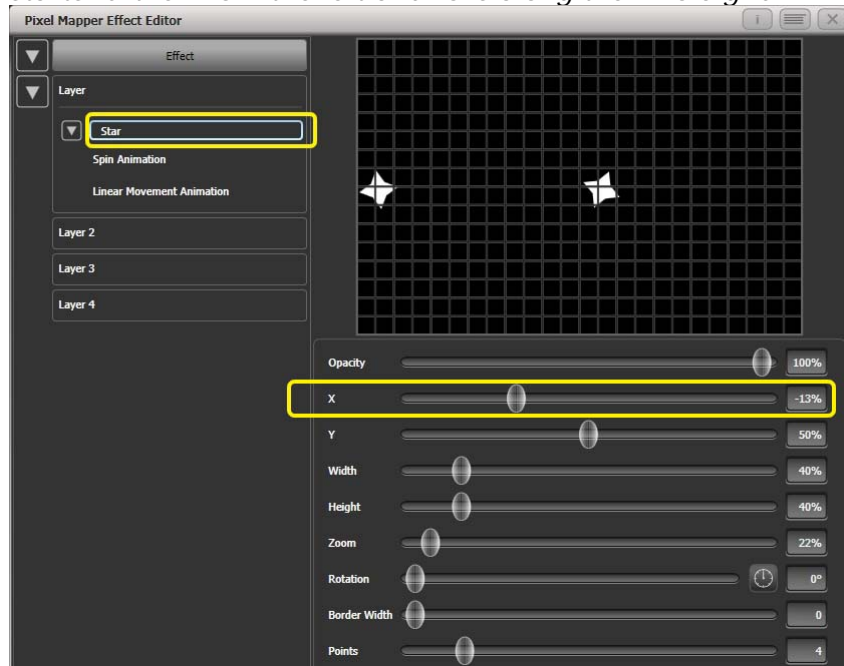 Pixel Mapper Effect Editor
Effect
Layer
Star
Spin Animation
Linear Movement Animation
Layer 2
Layer 3
Layer 4
Opacity 100%
X -13%
Y 50%
Width 40%
Height 40%
Zoom 22%
Rotation 0°
Border Width 0
Points 4